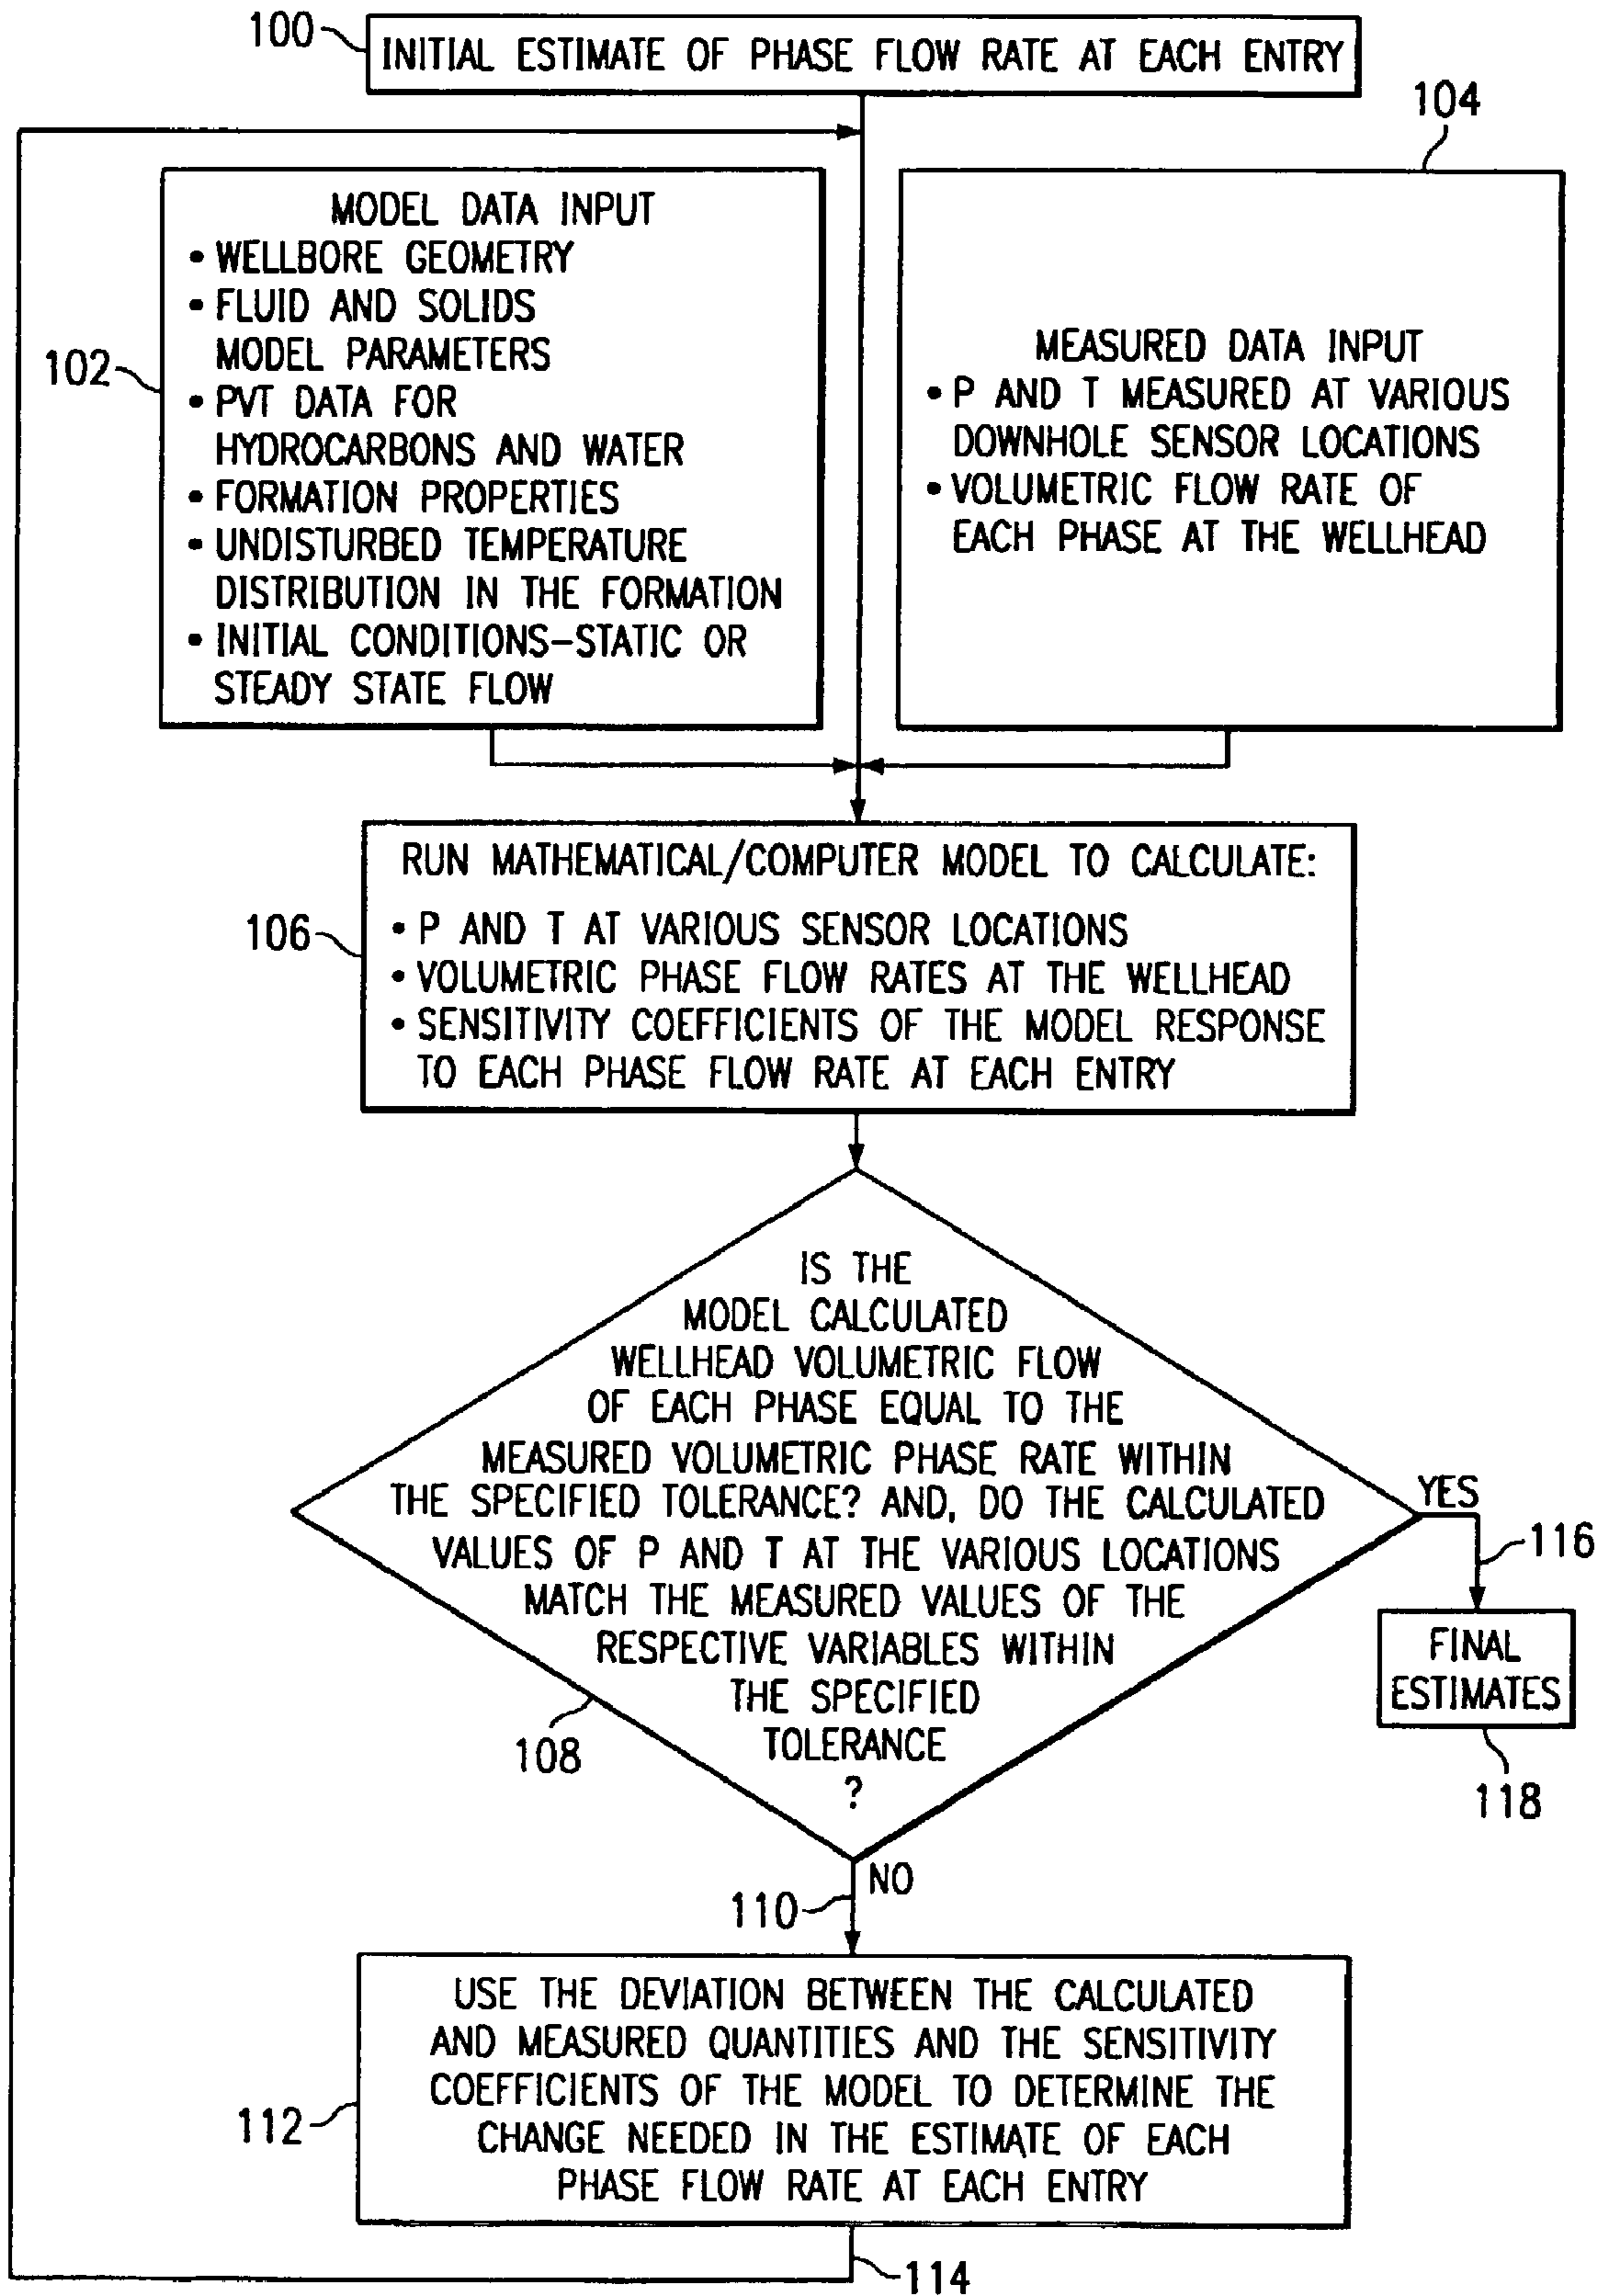 100
INITIAL ESTIMATE OF PHASE FLOW RATE AT EACH ENTRY
104
MODEL DATA INPUT
• WELLBORE GEOMETRY
• FLUID AND SOLIDS
MODEL PARAMETERS
• PVT DATA FOR
HYDROCARBONS AND WATER
• FORMATION PROPERTIES
• UNDISTURBED TEMPERATURE
DISTRIBUTION IN THE FORMATION
• INITIAL CONDITIONS-STATIC OR
STEADY STATE FLOW
102
MEASURED DATA INPUT
• P AND T MEASURED AT VARIOUS
DOWNHOLE SENSOR LOCATIONS
• VOLUMETRIC FLOW RATE OF
EACH PHASE AT THE WELLHEAD
RUN MATHEMATICAL/COMPUTER MODEL TO CALCULATE:
• P AND T AT VARIOUS SENSOR LOCATIONS
• VOLUMETRIC PHASE FLOW RATES AT THE WELLHEAD
• SENSITIVITY COEFFICIENTS OF THE MODEL RESPONSE
TO EACH PHASE FLOW RATE AT EACH ENTRY
106
IS THE
MODEL CALCULATED
WELLHEAD VOLUMETRIC FLOW
OF EACH PHASE EQUAL TO THE
MEASURED VOLUMETRIC PHASE RATE WITHIN
THE SPECIFIED TOLERANCE? AND, DO THE CALCULATED
VALUES OF P AND T AT THE VARIOUS LOCATIONS
MATCH THE MEASURED VALUES OF THE
RESPECTIVE VARIABLES WITHIN
THE SPECIFIED
TOLERANCE
?
108
YES
116
FINAL
ESTIMATES
118
NO
110
USE THE DEVIATION BETWEEN THE CALCULATED
AND MEASURED QUANTITIES AND THE SENSITIVITY
COEFFICIENTS OF THE MODEL TO DETERMINE THE
CHANGE NEEDED IN THE ESTIMATE OF EACH
PHASE FLOW RATE AT EACH ENTRY
112
114